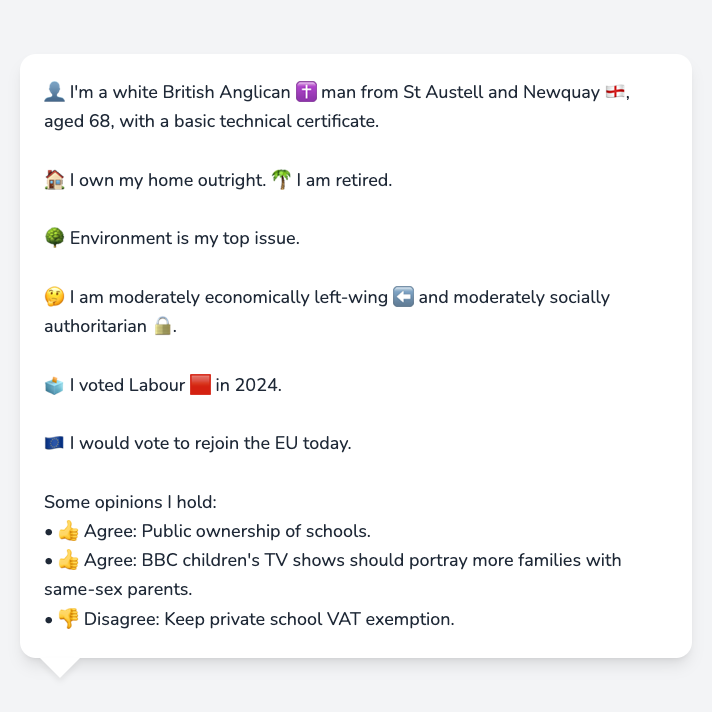 👤 I'm a white British Anglican ✝️ man from St Austell and Newquay 🏴󠁧󠁢󠁥󠁮󠁧󠁿,
aged 68, with a basic technical certificate.
🏠 I own my home outright. 🌴 I am retired.
🌳 Environment is my top issue.
🤔 I am moderately economically left-wing ⬅️ and moderately socially
authoritarian 🔒.
🗳️ I voted Labour 🟥 in 2024.
🇪🇺 I would vote to rejoin the EU today.
Some opinions I hold:
• 👍 Agree: Public ownership of schools.
• 👍 Agree: BBC children's TV shows should portray more families with
same-sex parents.
• 👎 Disagree: Keep private school VAT exemption.